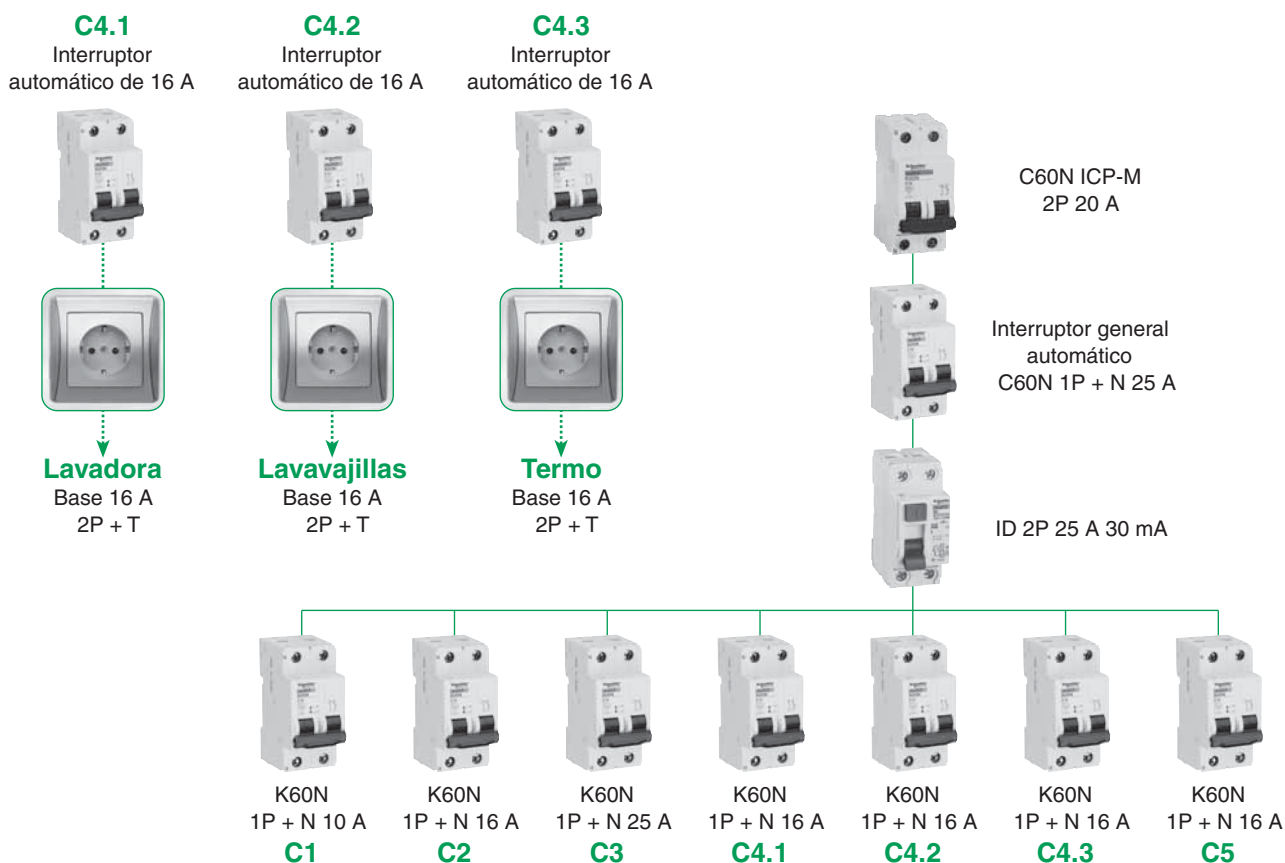 C4.1
Interruptor
automático de 16 A
C4.2
Interruptor
automático de 16 A
C4.3
Interruptor
automático de 16 A
Lavadora
Base 16 A
2P + T
Lavavajillas
Base 16 A
2P + T
Termo
Base 16 A
2P + T
C60N ICP-M
2P 20 A
Interruptor general
automático
C60N 1P + N 25 A
ID 2P 25 A 30 mA
K60N
1P + N 10 A
C1
K60N
1P + N 16 A
C2
K60N
1P + N 25 A
C3
K60N
1P + N 16 A
C4.1
K60N
1P + N 16 A
C4.2
K60N
1P + N 16 A
C4.3
K60N
1P + N 16 A
C5